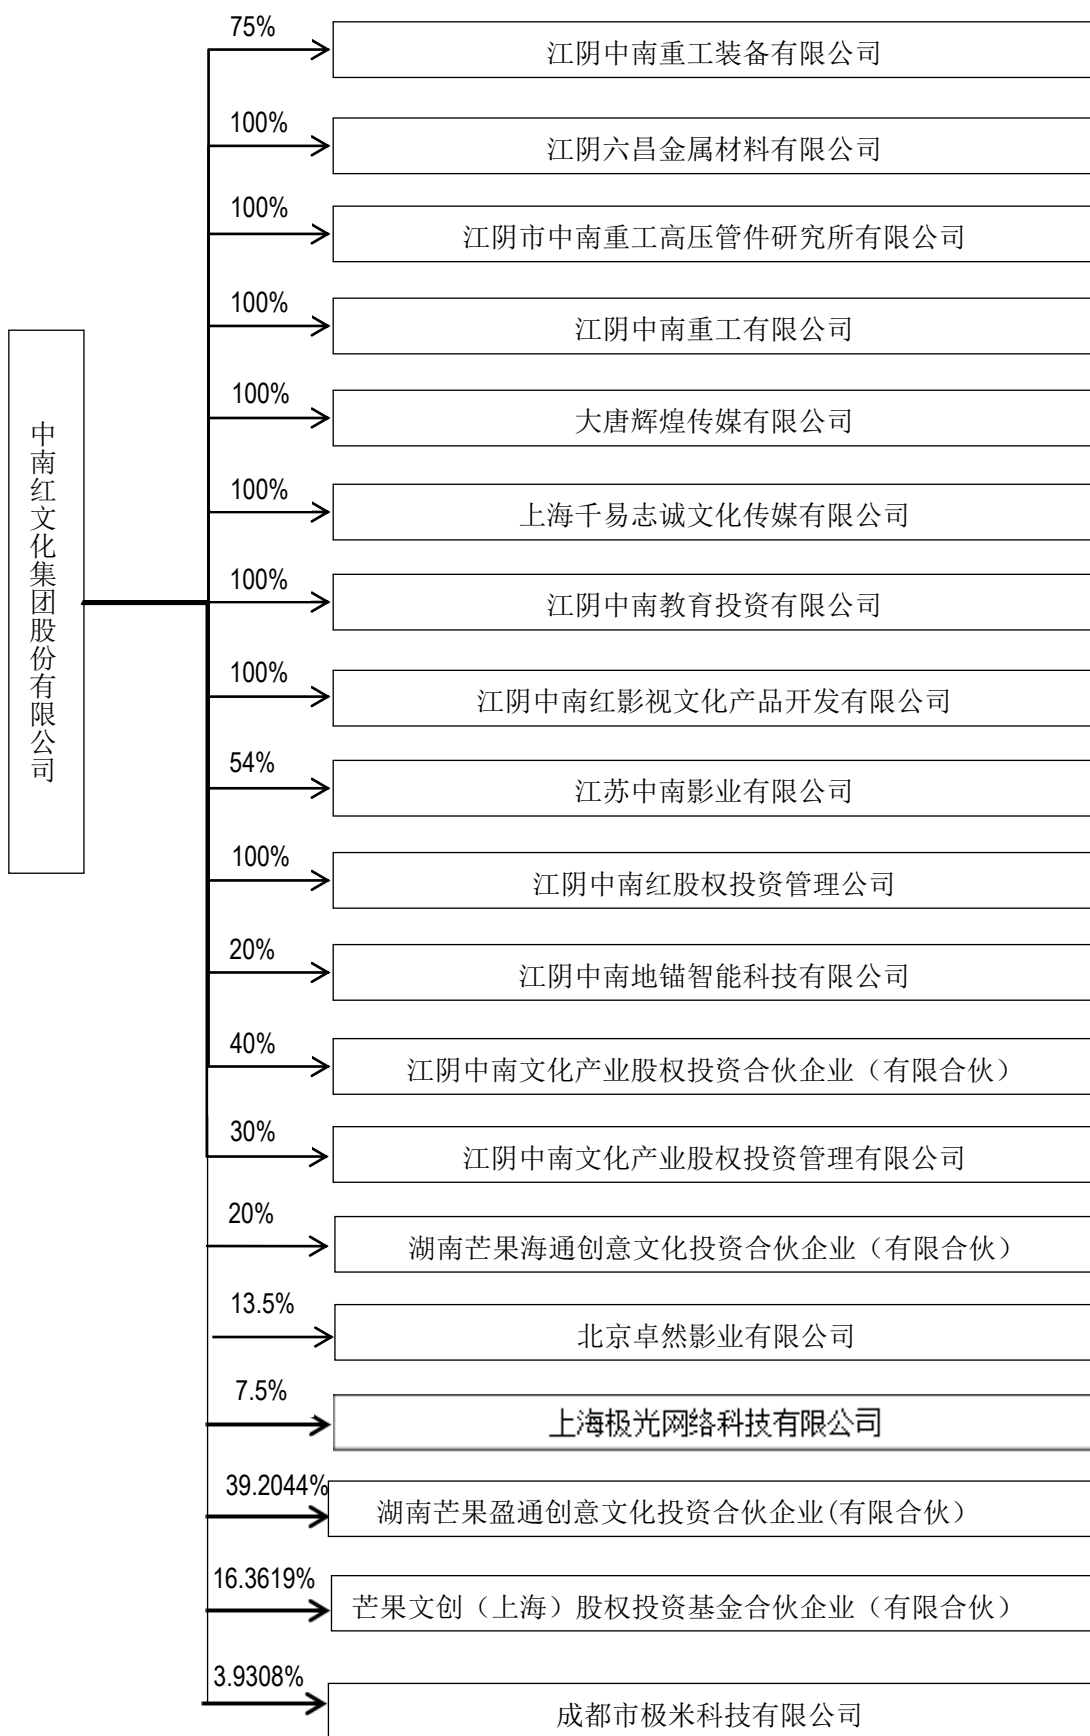 75%
江阴中南重工装备有限公司
100%
江阴六昌金属材料有限公司
100%
江阴市中南重工高压管件研究所有限公司
100%
江阴中南重工有限公司
100%
大唐辉煌传媒有限公司
100%
上海千易志诚文化传媒有限公司
中南红文化集团股份有限公司
100%
江阴中南教育投资有限公司
100%
江阴中南红影视文化产品开发有限公司
54%
江苏中南影业有限公司
100%
江阴中南红股权投资管理公司
20%
江阴中南地锚智能科技有限公司
40%
江阴中南文化产业股权投资合伙企业（有限合伙）
30%
江阴中南文化产业股权投资管理有限公司
20%
湖南芒果海通创意文化投资合伙企业（有限合伙）
13.5%
北京卓然影业有限公司
7.5%
上海极光网络科技有限公司
39.2044%
湖南芒果盈通创意文化投资合伙企业(有限合伙）
16.3619%
芒果文创（上海）股权投资基金合伙企业（有限合伙）
3.9308%
成都市极米科技有限公司